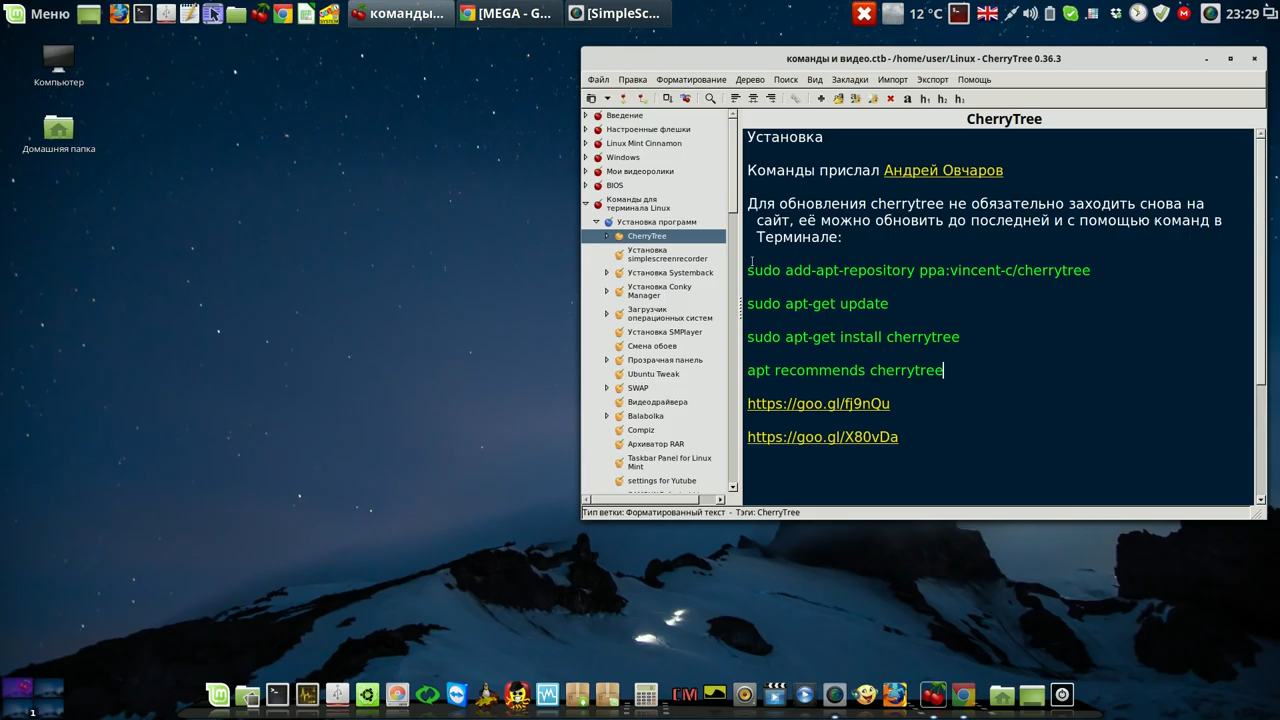 Меню
команды...
[MEGA - G...
[SimpleSc...
12 °C
23:29
Компьютер
Домашняя папка
команды и видео.ctb - /home/user/Linux - CherryTree 0.36.3
Файл Правка Форматирование Дерево Поиск Вид Закладки Импорт Экспорт Помощь
a h₁ h₂ h₃
Введение
Настроенные флешки
Linux Mint Cinnamon
Windows
Мои видеоролики
BIOS
Команды для
терминала Linux
Установка программ
CherryTree
Установка
simplescreenrecorder
Установка Systemback
Установка Conky
Manager
Загрузчик
операционных систем
Установка SMPlayer
Смена обоев
Прозрачная панель
Ubuntu Tweak
SWAP
Видеодрайвера
Balabolka
Compiz
Архиватор RAR
Taskbar Panel for Linux
Mint
settings for Yutube
CherryTree
Установка
Команды прислал Андрей Овчаров
Для обновления cherrytree не обязательно заходить снова на
сайт, её можно обновить до последней и с помощью команд в
Терминале:
sudo add-apt-repository ppa:vincent-c/cherrytree
sudo apt-get update
sudo apt-get install cherrytree
apt recommends cherrytree
https://goo.gl/fj9nQu
https://goo.gl/X80vDa
Тип ветки: Форматированный текст - Тэги: CherryTree
1